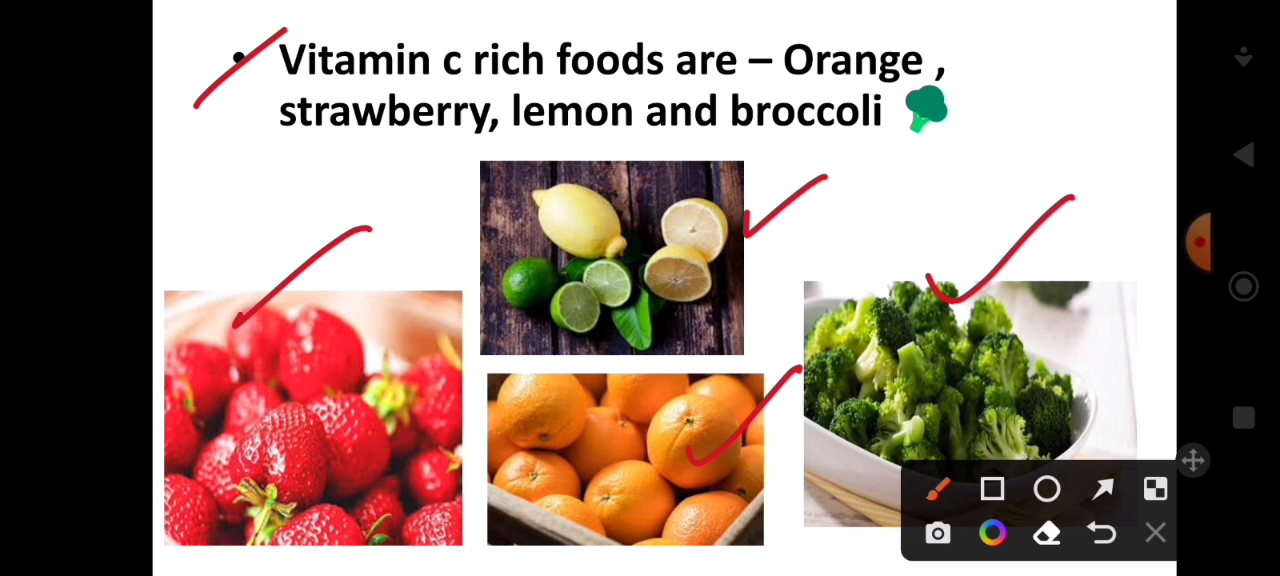 • Vitamin c rich foods are – Orange ,
strawberry, lemon and broccoli 🥦